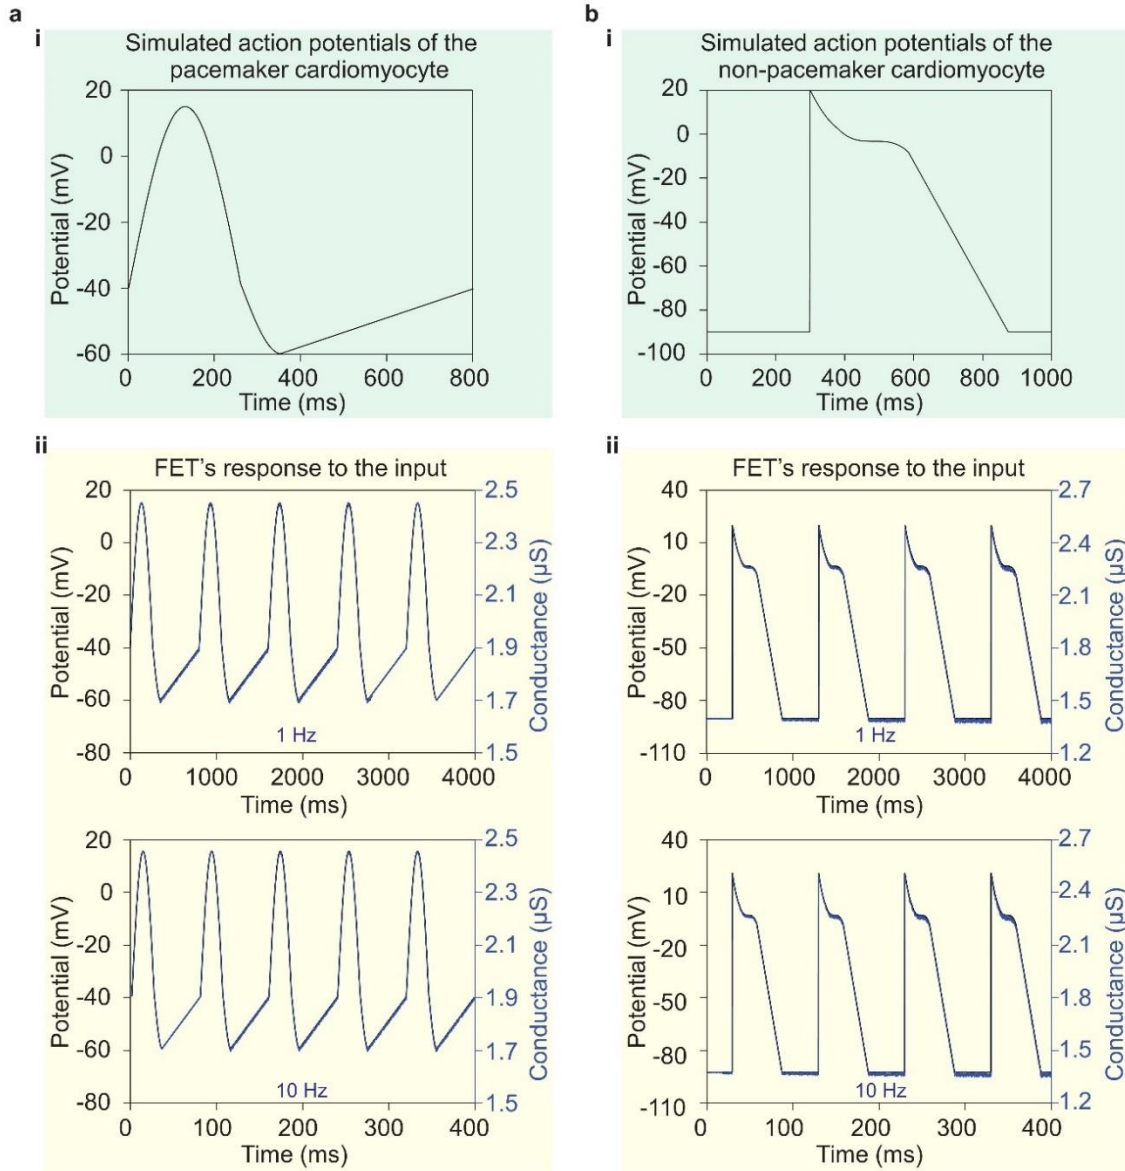 a
i
Simulated action potentials of the
pacemaker cardiomyocyte
20
0
-20
-40
-60
Potential (mV)
0 200 400 600 800
Time (ms)
ii
FET's response to the input
20
0
-20
-40
-60
-80
Potential (mV)
2.5
2.3
2.1
1.9
1.7
1.5
Conductance (µS)
1 Hz
0 1000 2000 3000 4000
Time (ms)
20
0
-20
-40
-60
-80
Potential (mV)
2.5
2.3
2.1
1.9
1.7
1.5
Conductance (µS)
10 Hz
0 100 200 300 400
Time (ms)
b
i
Simulated action potentials of the
non-pacemaker cardiomyocyte
20
0
-20
-40
-60
-80
-100
Potential (mV)
0 200 400 600 800 1000
Time (ms)
ii
FET's response to the input
40
10
-20
-50
-80
-110
Potential (mV)
2.7
2.4
2.1
1.8
1.5
1.2
Conductance (µS)
1 Hz
0 1000 2000 3000 4000
Time (ms)
40
10
-20
-50
-80
-110
Potential (mV)
2.7
2.4
2.1
1.8
1.5
1.2
Conductance (µS)
10 Hz
0 100 200 300 400
Time (ms)